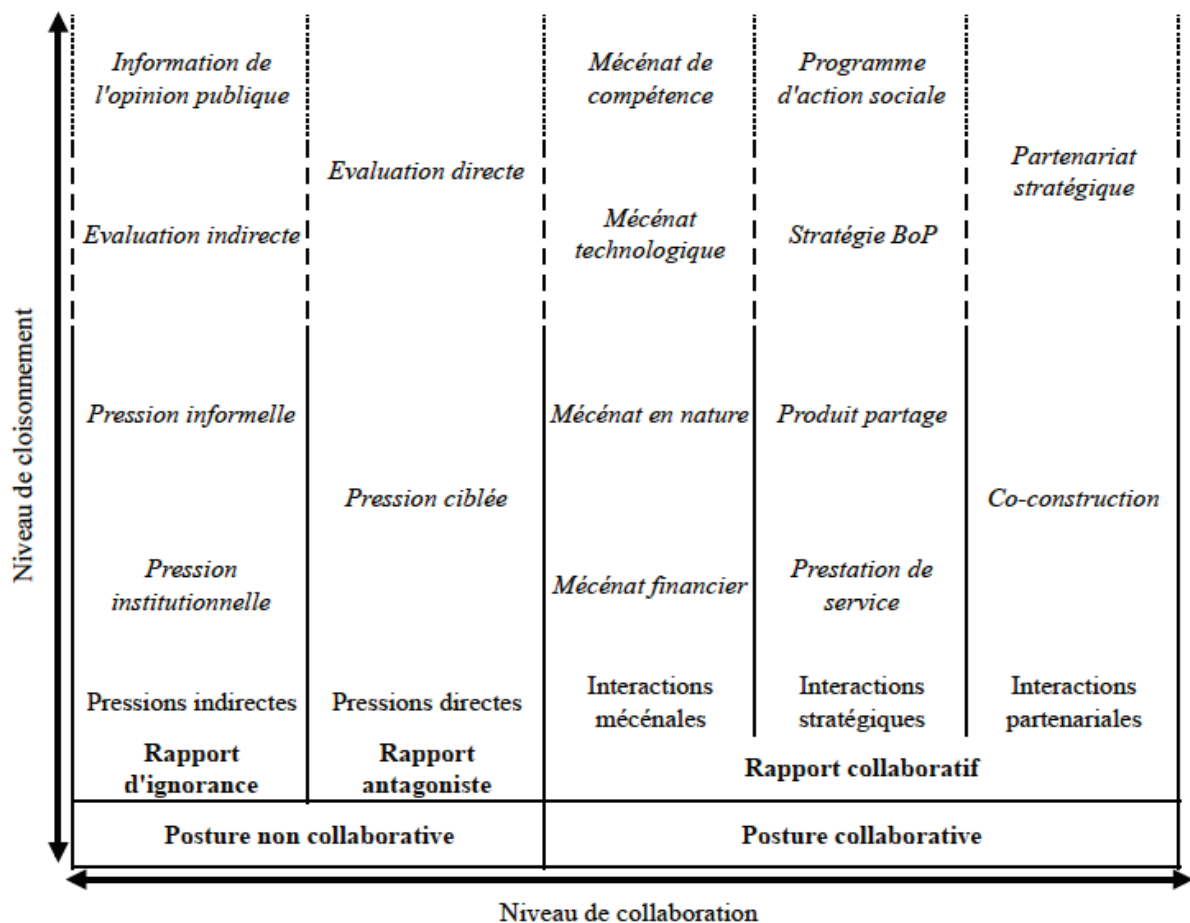 Information de
l'opinion publique
Mécénat de
compétence
Programme
d'action sociale
Evaluation directe
Partenariat
stratégique
Evaluation indirecte
Mécénat
technologique
Stratégie BoP
Niveau de cloisonnement
Pression informelle
Mécénat en nature
Produit partage
Pression ciblée
Co-construction
Pression
institutionnelle
Mécénat financier
Prestation de
service
Pressions indirectes
Pressions directes
Interactions
mécénales
Interactions
stratégiques
Interactions
partenariales
Rapport
d'ignorance
Rapport
antagoniste
Rapport collaboratif
Posture non collaborative
Posture collaborative
Niveau de collaboration